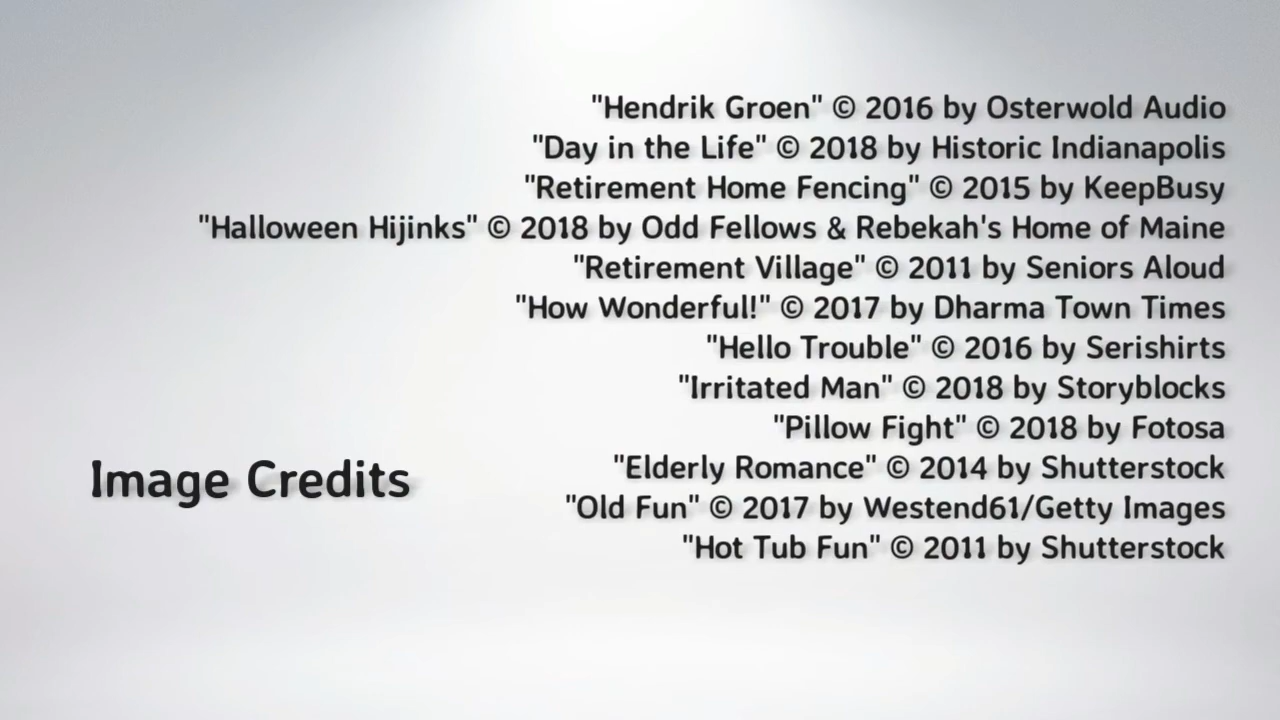 "Hendrik Groen" © 2016 by Osterwold Audio
"Day in the Life" © 2018 by Historic Indianapolis
"Retirement Home Fencing" © 2015 by KeepBusy
"Halloween Hijinks" © 2018 by Odd Fellows & Rebekah's Home of Maine
"Retirement Village" © 2011 by Seniors Aloud
"How Wonderful!" © 2017 by Dharma Town Times
"Hello Trouble" © 2016 by Serishirts
"Irritated Man" © 2018 by Storyblocks
"Pillow Fight" © 2018 by Fotosa
"Elderly Romance" © 2014 by Shutterstock
"Old Fun" © 2017 by Westend61/Getty Images
"Hot Tub Fun" © 2011 by Shutterstock
Image Credits